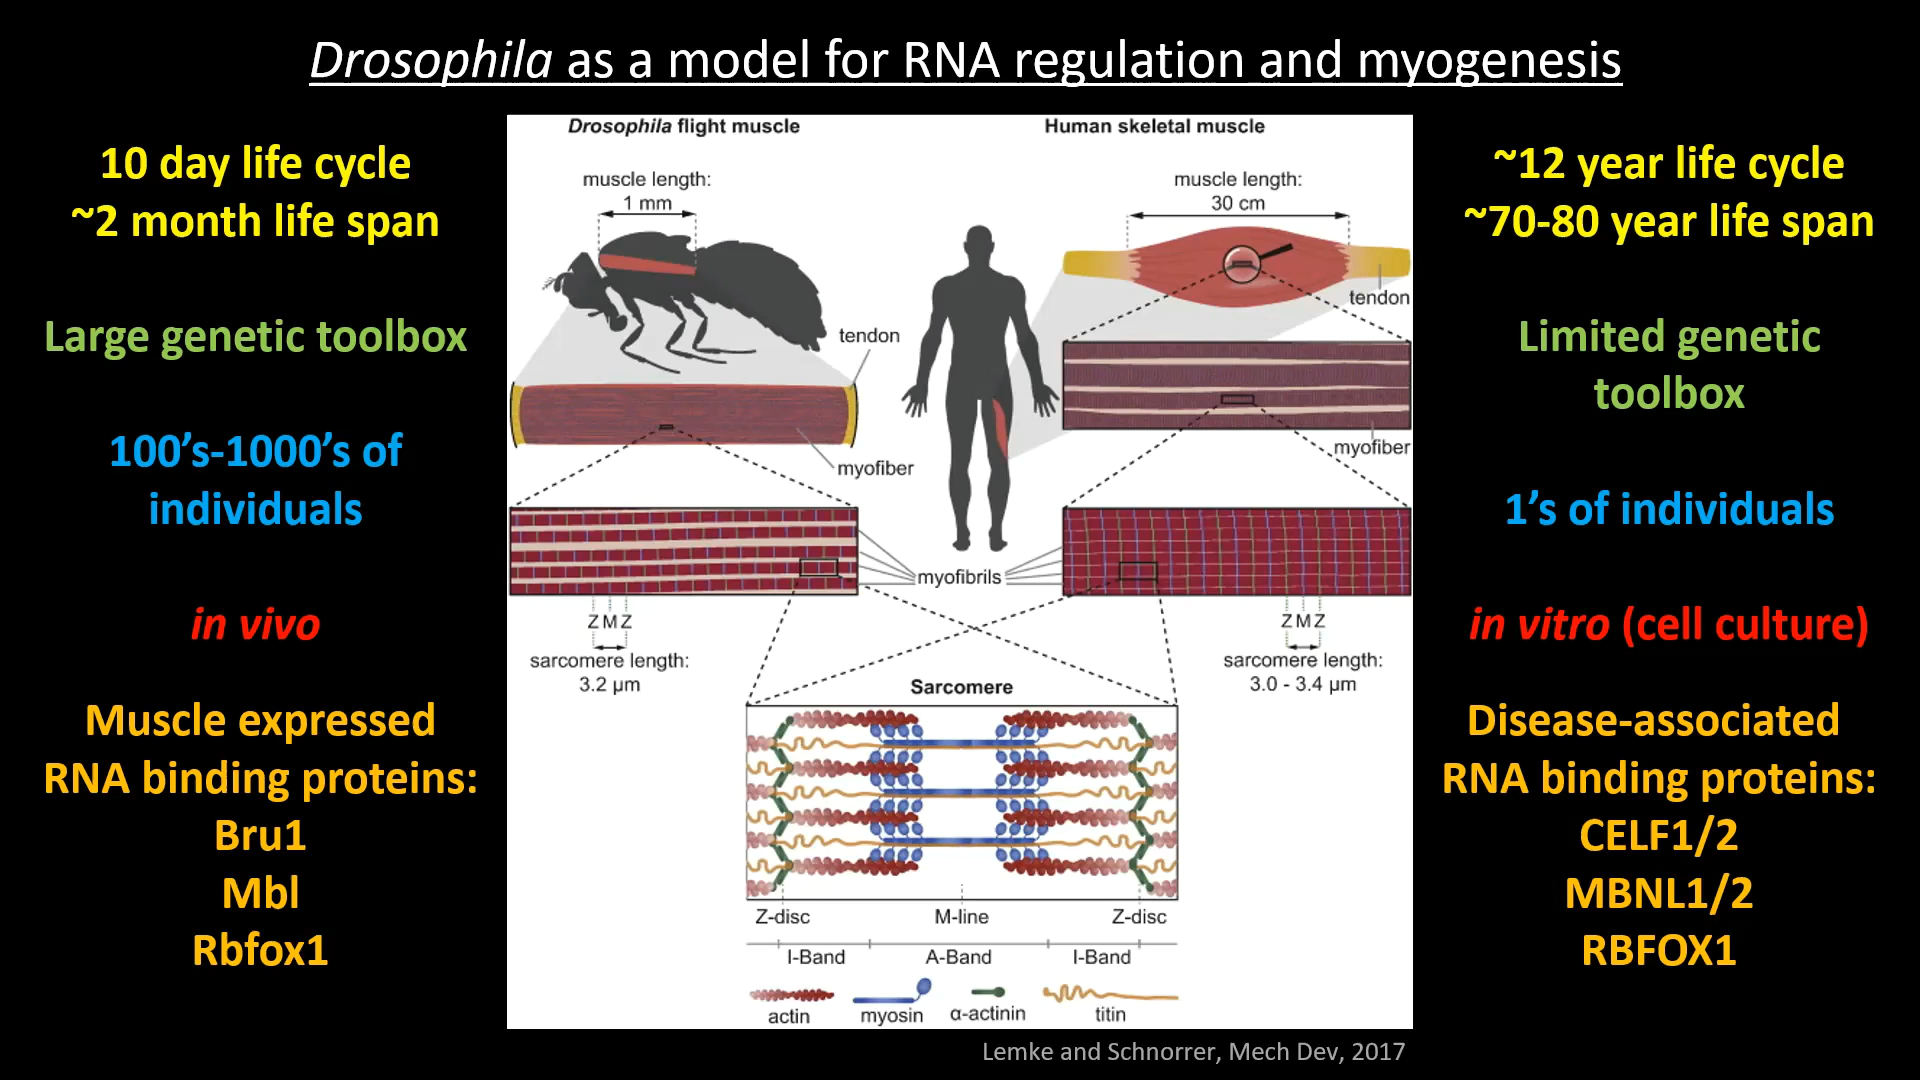 Drosophila as a model for RNA regulation and myogenesis
10 day life cycle
~2 month life span
Large genetic toolbox
100’s-1000’s of
individuals
in vivo
Muscle expressed
RNA binding proteins:
Bru1
Mbl
Rbfox1
Drosophila flight muscle
muscle length:
1 mm
tendon
myofiber
Z M Z
sarcomere length:
3.2 µm
myofibrils
Human skeletal muscle
muscle length:
30 cm
tendon
myofiber
Z M Z
sarcomere length:
3.0 - 3.4 µm
Sarcomere
Z-disc
M-line
Z-disc
I-Band
A-Band
I-Band
actin
myosin
α-actinin
titin
Lemke and Schnorrer, Mech Dev, 2017
~12 year life cycle
~70-80 year life span
Limited genetic
toolbox
1’s of individuals
in vitro (cell culture)
Disease-associated
RNA binding proteins:
CELF1/2
MBNL1/2
RBFOX1